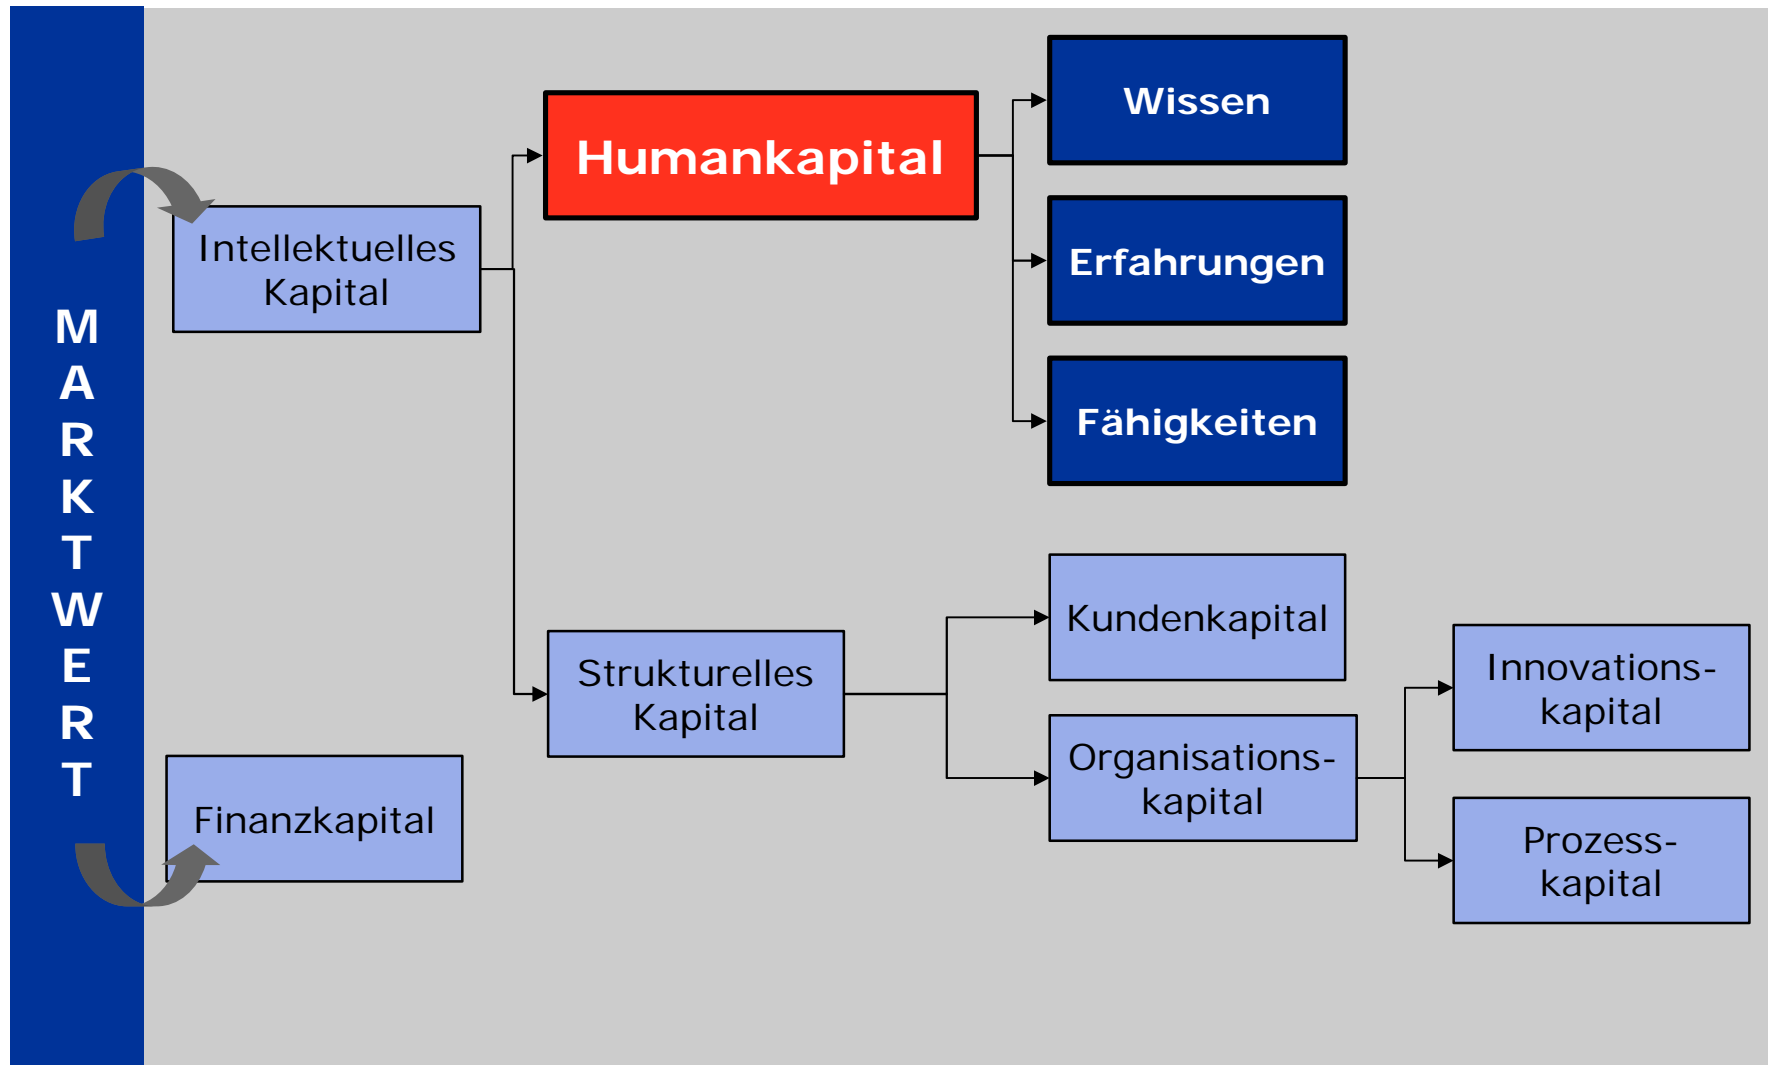 MARKTWERT
Intellektuelles
Kapital
Finanzkapital
Humankapital
Strukturelles
Kapital
Wissen
Erfahrungen
Fähigkeiten
Kundenkapital
Organisations-
kapital
Innovations-
kapital
Prozess-
kapital